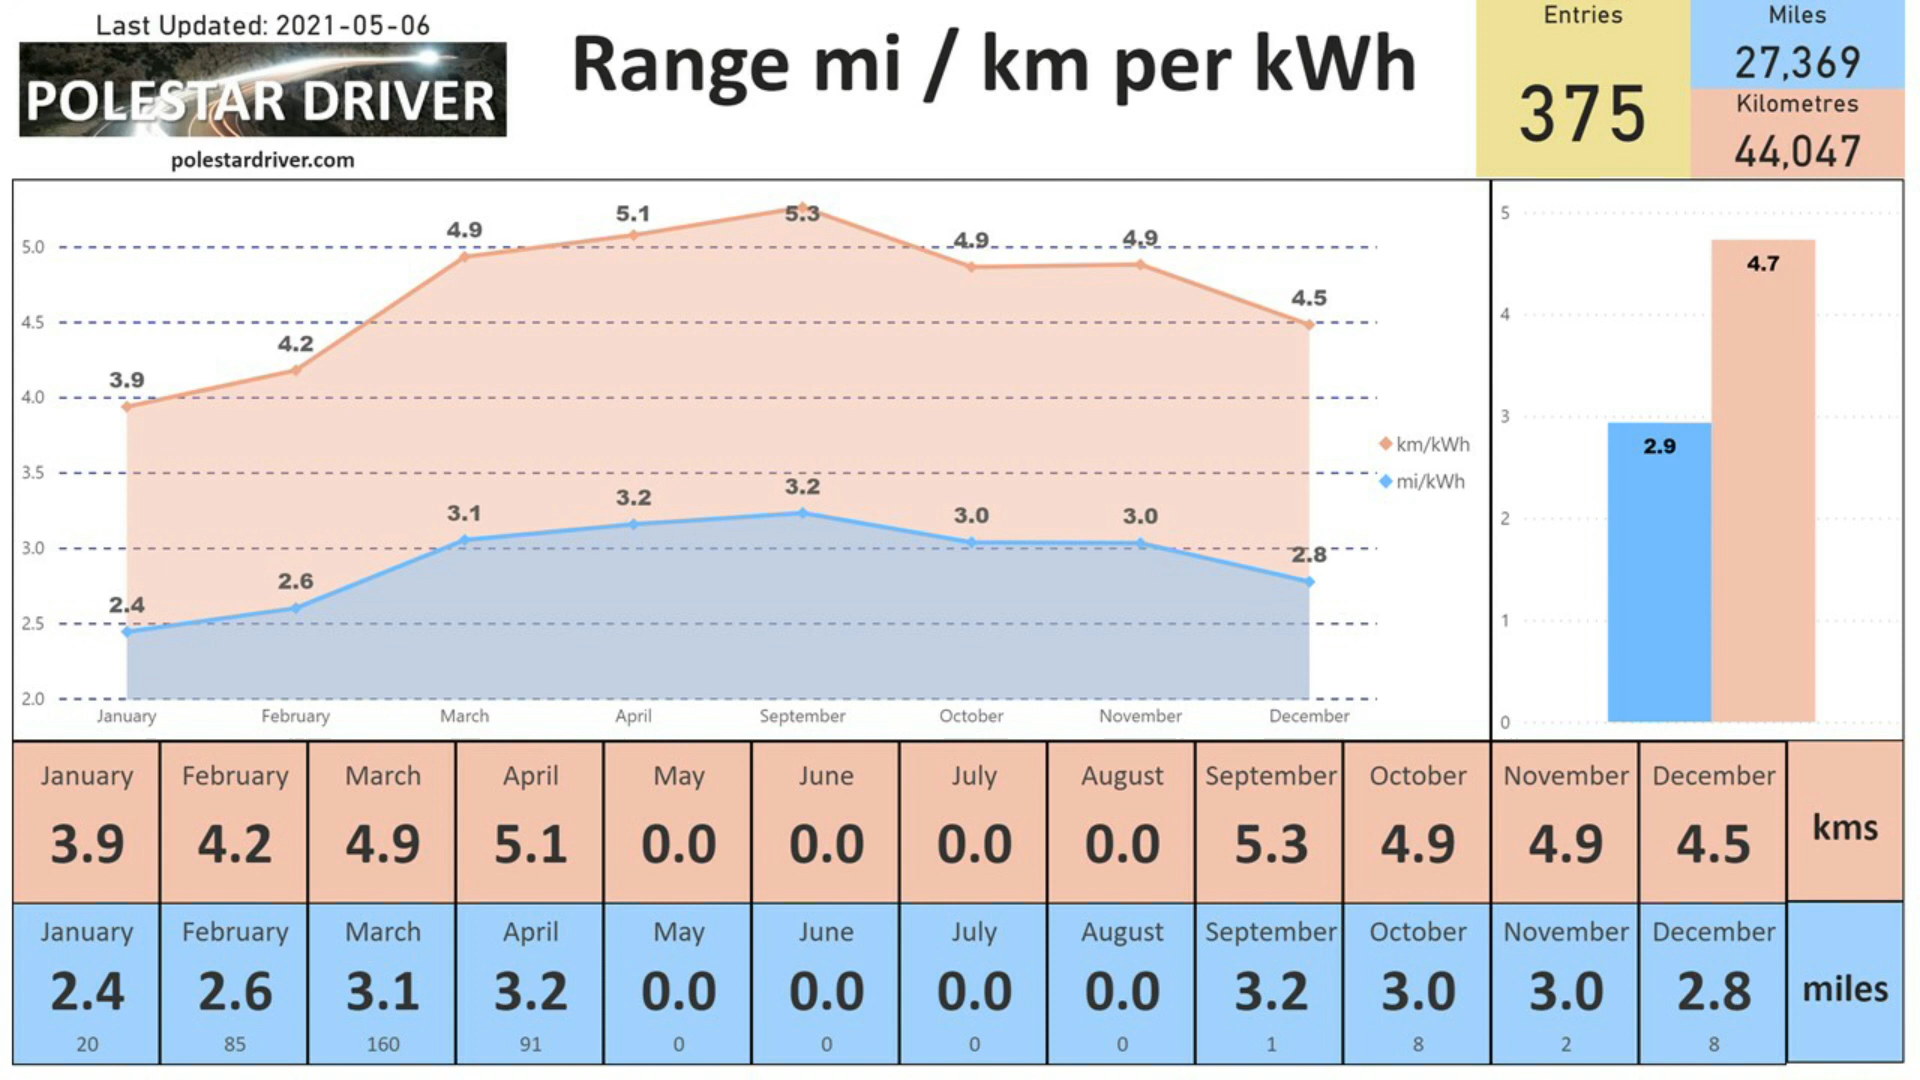 Last Updated: 2021-05-06
POLESTAR DRIVER
polestardriver.com
Range mi / km per kWh
Entries
375
Miles
27,369
Kilometres
44,047
5.0
4.5
4.0
3.5
3.0
2.5
2.0
3.9
4.2
4.9
5.1
5.3
4.9
4.9
4.5
2.4
2.6
3.1
3.2
3.2
3.0
3.0
2.8
January February March April September October November December
km/kWh
mi/kWh
5
4
3
2
1
0
2.9
4.7
January February March April May June July August September October November December
3.9 4.2 4.9 5.1 0.0 0.0 0.0 0.0 5.3 4.9 4.9 4.5 kms
January February March April May June July August September October November December
2.4 2.6 3.1 3.2 0.0 0.0 0.0 0.0 3.2 3.0 3.0 2.8 miles
20 85 160 91 0 0 0 0 1 8 2 8